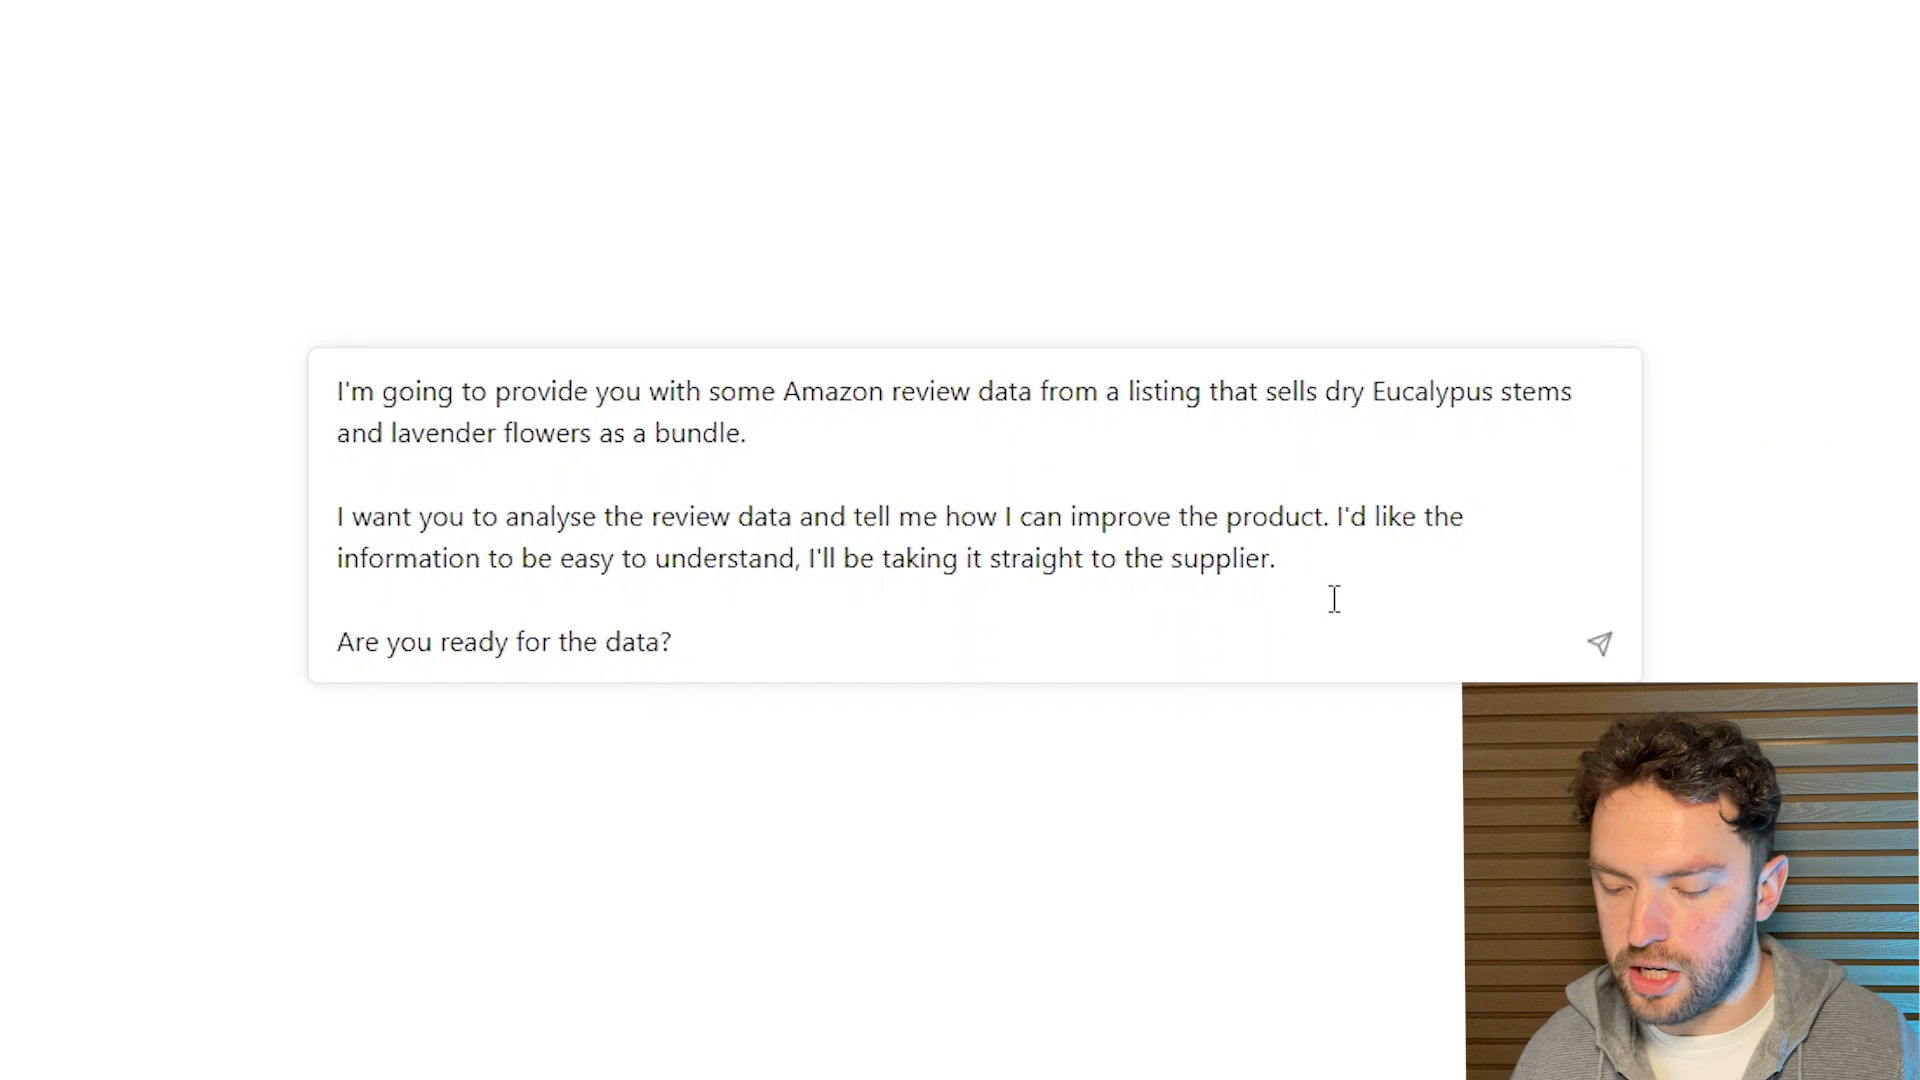 I'm going to provide you with some Amazon review data from a listing that sells dry Eucalypus stems
and lavender flowers as a bundle.
I want you to analyse the review data and tell me how I can improve the product. I'd like the
information to be easy to understand, I'll be taking it straight to the supplier.
Are you ready for the data?